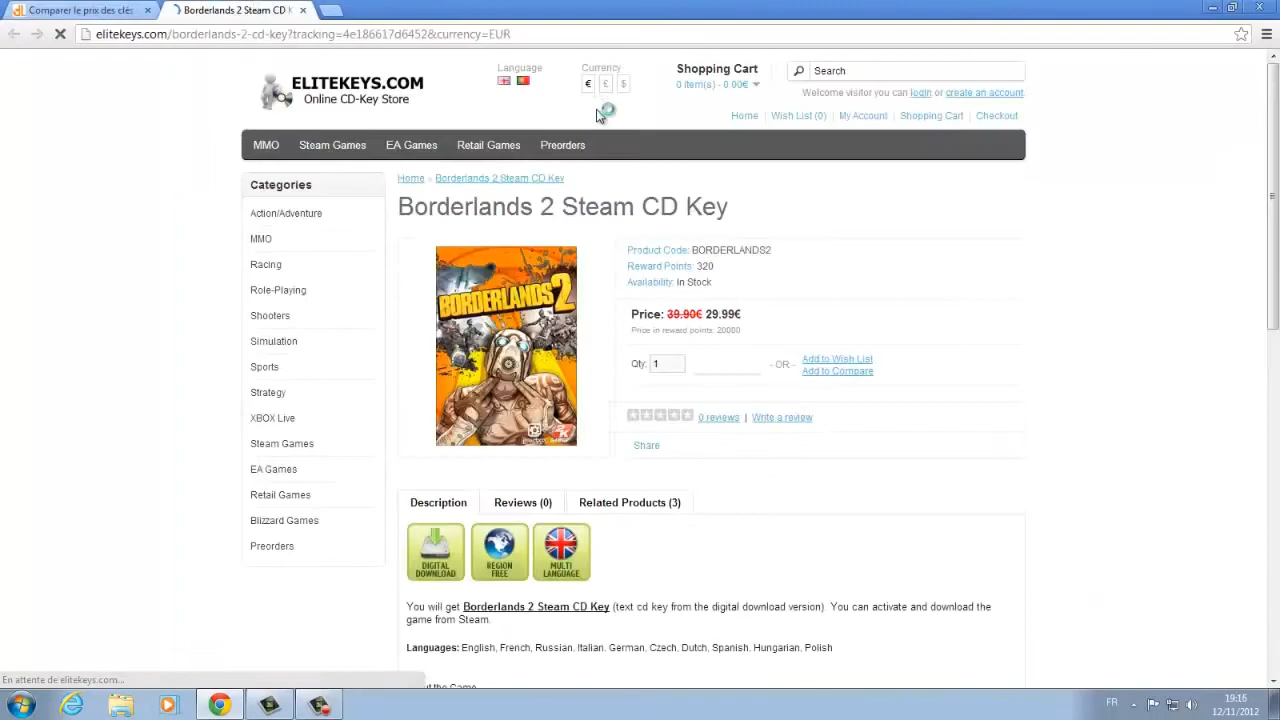 Comparer le prix des clés
Borderlands 2 Steam CD K
elitekeys.com/borderlands-2-cd-key?tracking=4e186617d6452&currency=EUR
ELITEKEYS.COM
Online CD-Key Store
Language
Currency
€ £ $
Shopping Cart
0 item(s) - 0.00€
Search
Welcome visitor you can login or create an account.
Home Wish List (0) My Account Shopping Cart Checkout
MMO Steam Games EA Games Retail Games Preorders
Categories
Action/Adventure
MMO
Racing
Role-Playing
Shooters
Simulation
Sports
Strategy
XBOX Live
Steam Games
EA Games
Retail Games
Blizzard Games
Preorders
Home » Borderlands 2 Steam CD Key
Borderlands 2 Steam CD Key
BORDERLANDS 2
Product Code: BORDERLANDS2
Reward Points: 320
Availability: In Stock
Price: 39.90€ 29.99€
Price in reward points: 20000
Qty: 1
- OR -
Add to Wish List
Add to Compare
0 reviews | Write a review
Share
Description Reviews (0) Related Products (3)
DIGITAL DOWNLOAD
REGION FREE
MULTI LANGUAGE
You will get Borderlands 2 Steam CD Key (text cd key from the digital download version) You can activate and download the
game from Steam.
Languages: English, French, Russian, Italian, German, Czech, Dutch, Spanish, Hungarian, Polish
the Game
En attente de elitekeys.com...
FR
19:16
12/11/2012